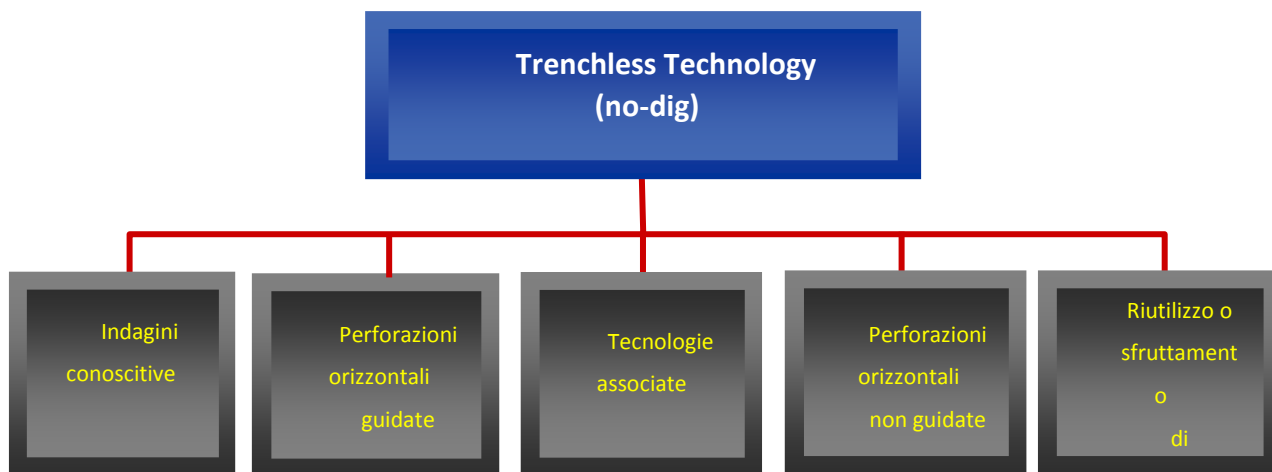 Trenchless Technology
(no-dig)
Indagini
conoscitive
Perforazioni
orizzontali
guidate
Tecnologie
associate
Perforazioni
orizzontali
non guidate
Riutilizzo o
sfruttament
o
di